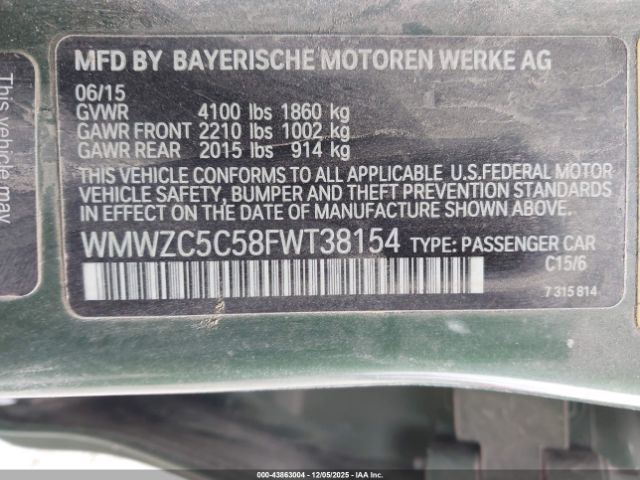 MFD BY BAYERISCHE MOTOREN WERKE AG
06/15
GVWR 4100 lbs 1860 kg
GAWR FRONT 2210 lbs 1002 kg
GAWR REAR 2015 lbs 914 kg
THIS VEHICLE CONFORMS TO ALL APPLICABLE U.S.FEDERAL MOTOR
VEHICLE SAFETY, BUMPER AND THEFT PREVENTION STANDARDS
IN EFFECT ON THE DATE OF MANUFACTURE SHOWN ABOVE.
WMWZC5C58FWT38154 TYPE: PASSENGER CAR
C15/6
7 315 814
This vehicle may
000-43863004 - 12/05/2025 - IAAI.COM